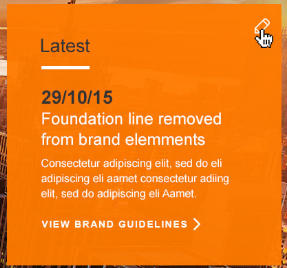 Latest
29/10/15
Foundation line removed
from brand elemments
Consectetur adipiscing elit, sed do eli
adipiscing eli aamet consectetur adiing
elit, sed do adipiscing eli Aamet.
VIEW BRAND GUIDELINES